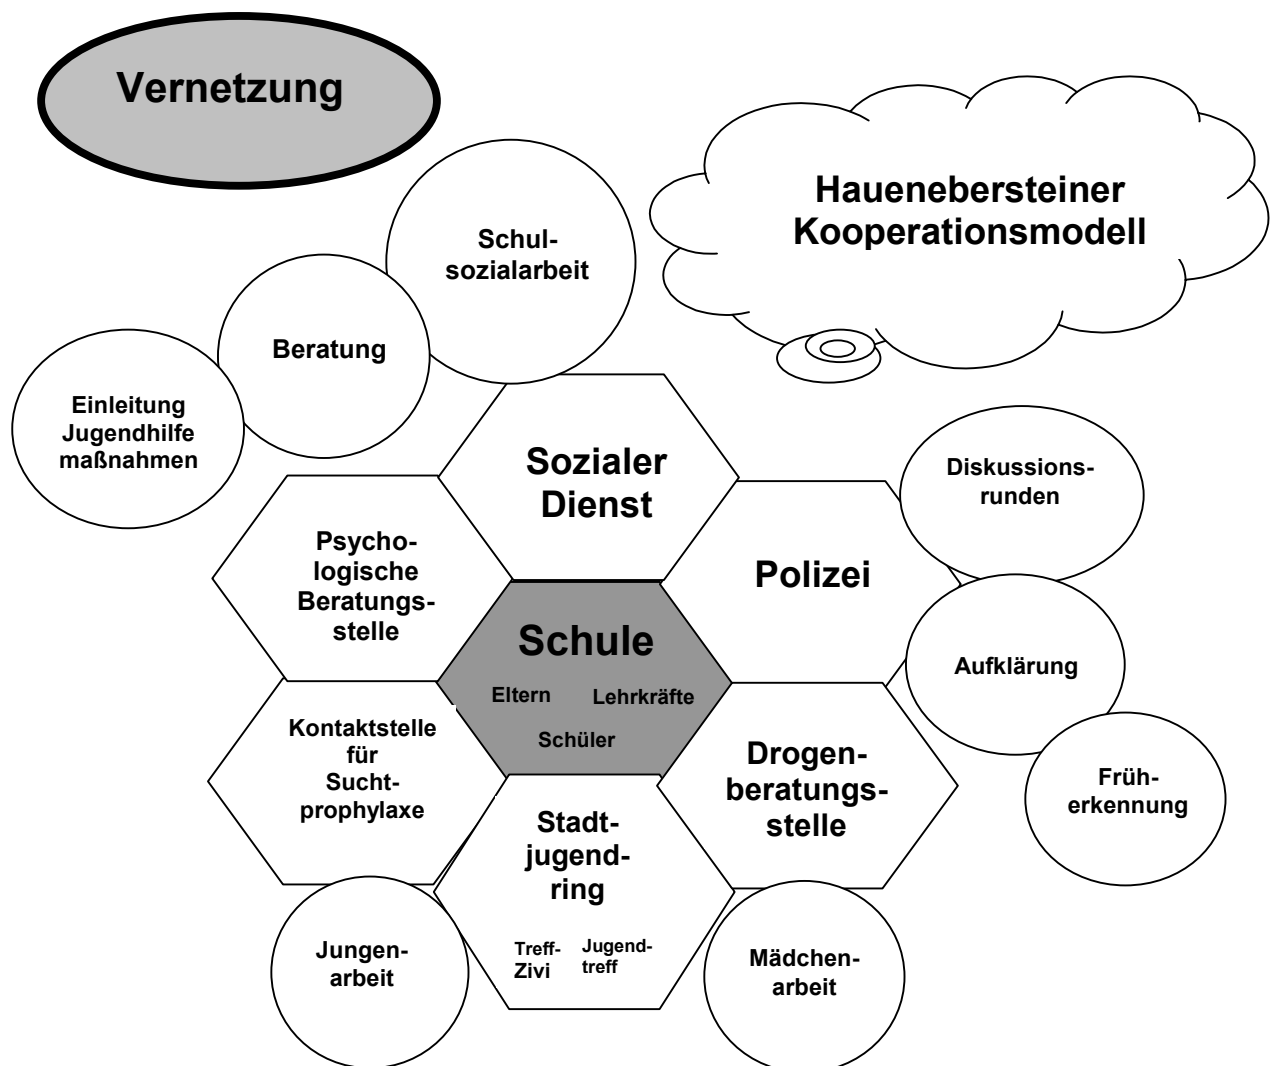 Vernetzung
Hauenebersteiner
Kooperationsmodell
Schul-
sozialarbeit
Beratung
Einleitung
Jugendhilfe
maßnahmen
Sozialer
Dienst
Diskussions-
runden
Psycho-
logische
Beratungs-
stelle
Polizei
Schule
Eltern
Lehrkräfte
Schüler
Aufklärung
Kontaktstelle
für
Sucht-
prophylaxe
Drogen-
beratungs-
stelle
Früh-
erkennung
Stadt-
jugend-
ring
Treff-
Zivi
Jugend-
treff
Jungen-
arbeit
Mädchen-
arbeit